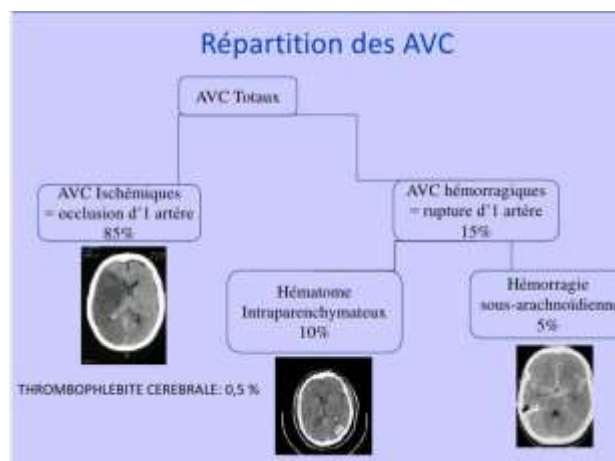 Répartition des AVC
AVC Totaux
AVC Ischémiques
= occlusion d'1 artère
85%
AVC hémorragiques
= rupture d'1 artère
15%
Hématome
Intraparenchymateux
10%
Hémorragie
sous-arachnoïdienne
5%
THROMBOPHLEBITE CEREBRALE: 0,5 %